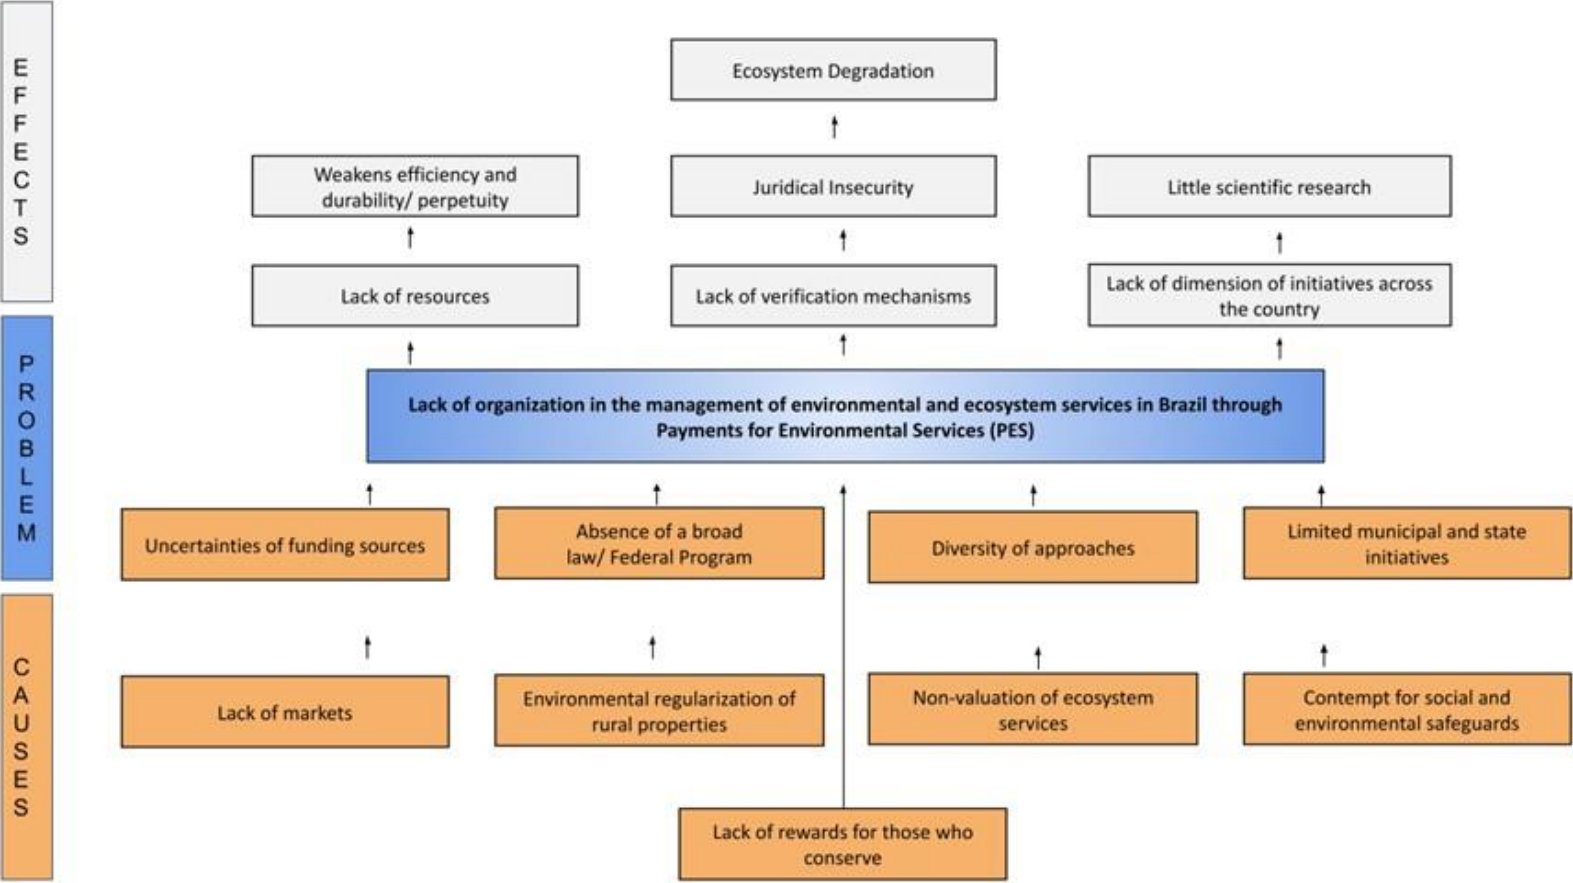 EFFECTS
Ecosystem Degradation
Weakens efficiency and
durability/ perpetuity
Juridical Insecurity
Little scientific research
Lack of resources
Lack of verification mechanisms
Lack of dimension of initiatives across
the country
PROBLEM
Lack of organization in the management of environmental and ecosystem services in Brazil through
Payments for Environmental Services (PES)
Uncertainties of funding sources
Absence of a broad
law/ Federal Program
Diversity of approaches
Limited municipal and state
initiatives
CAUSES
Lack of markets
Environmental regularization of
rural properties
Non-valuation of ecosystem
services
Contempt for social and
environmental safeguards
Lack of rewards for those who
conserve